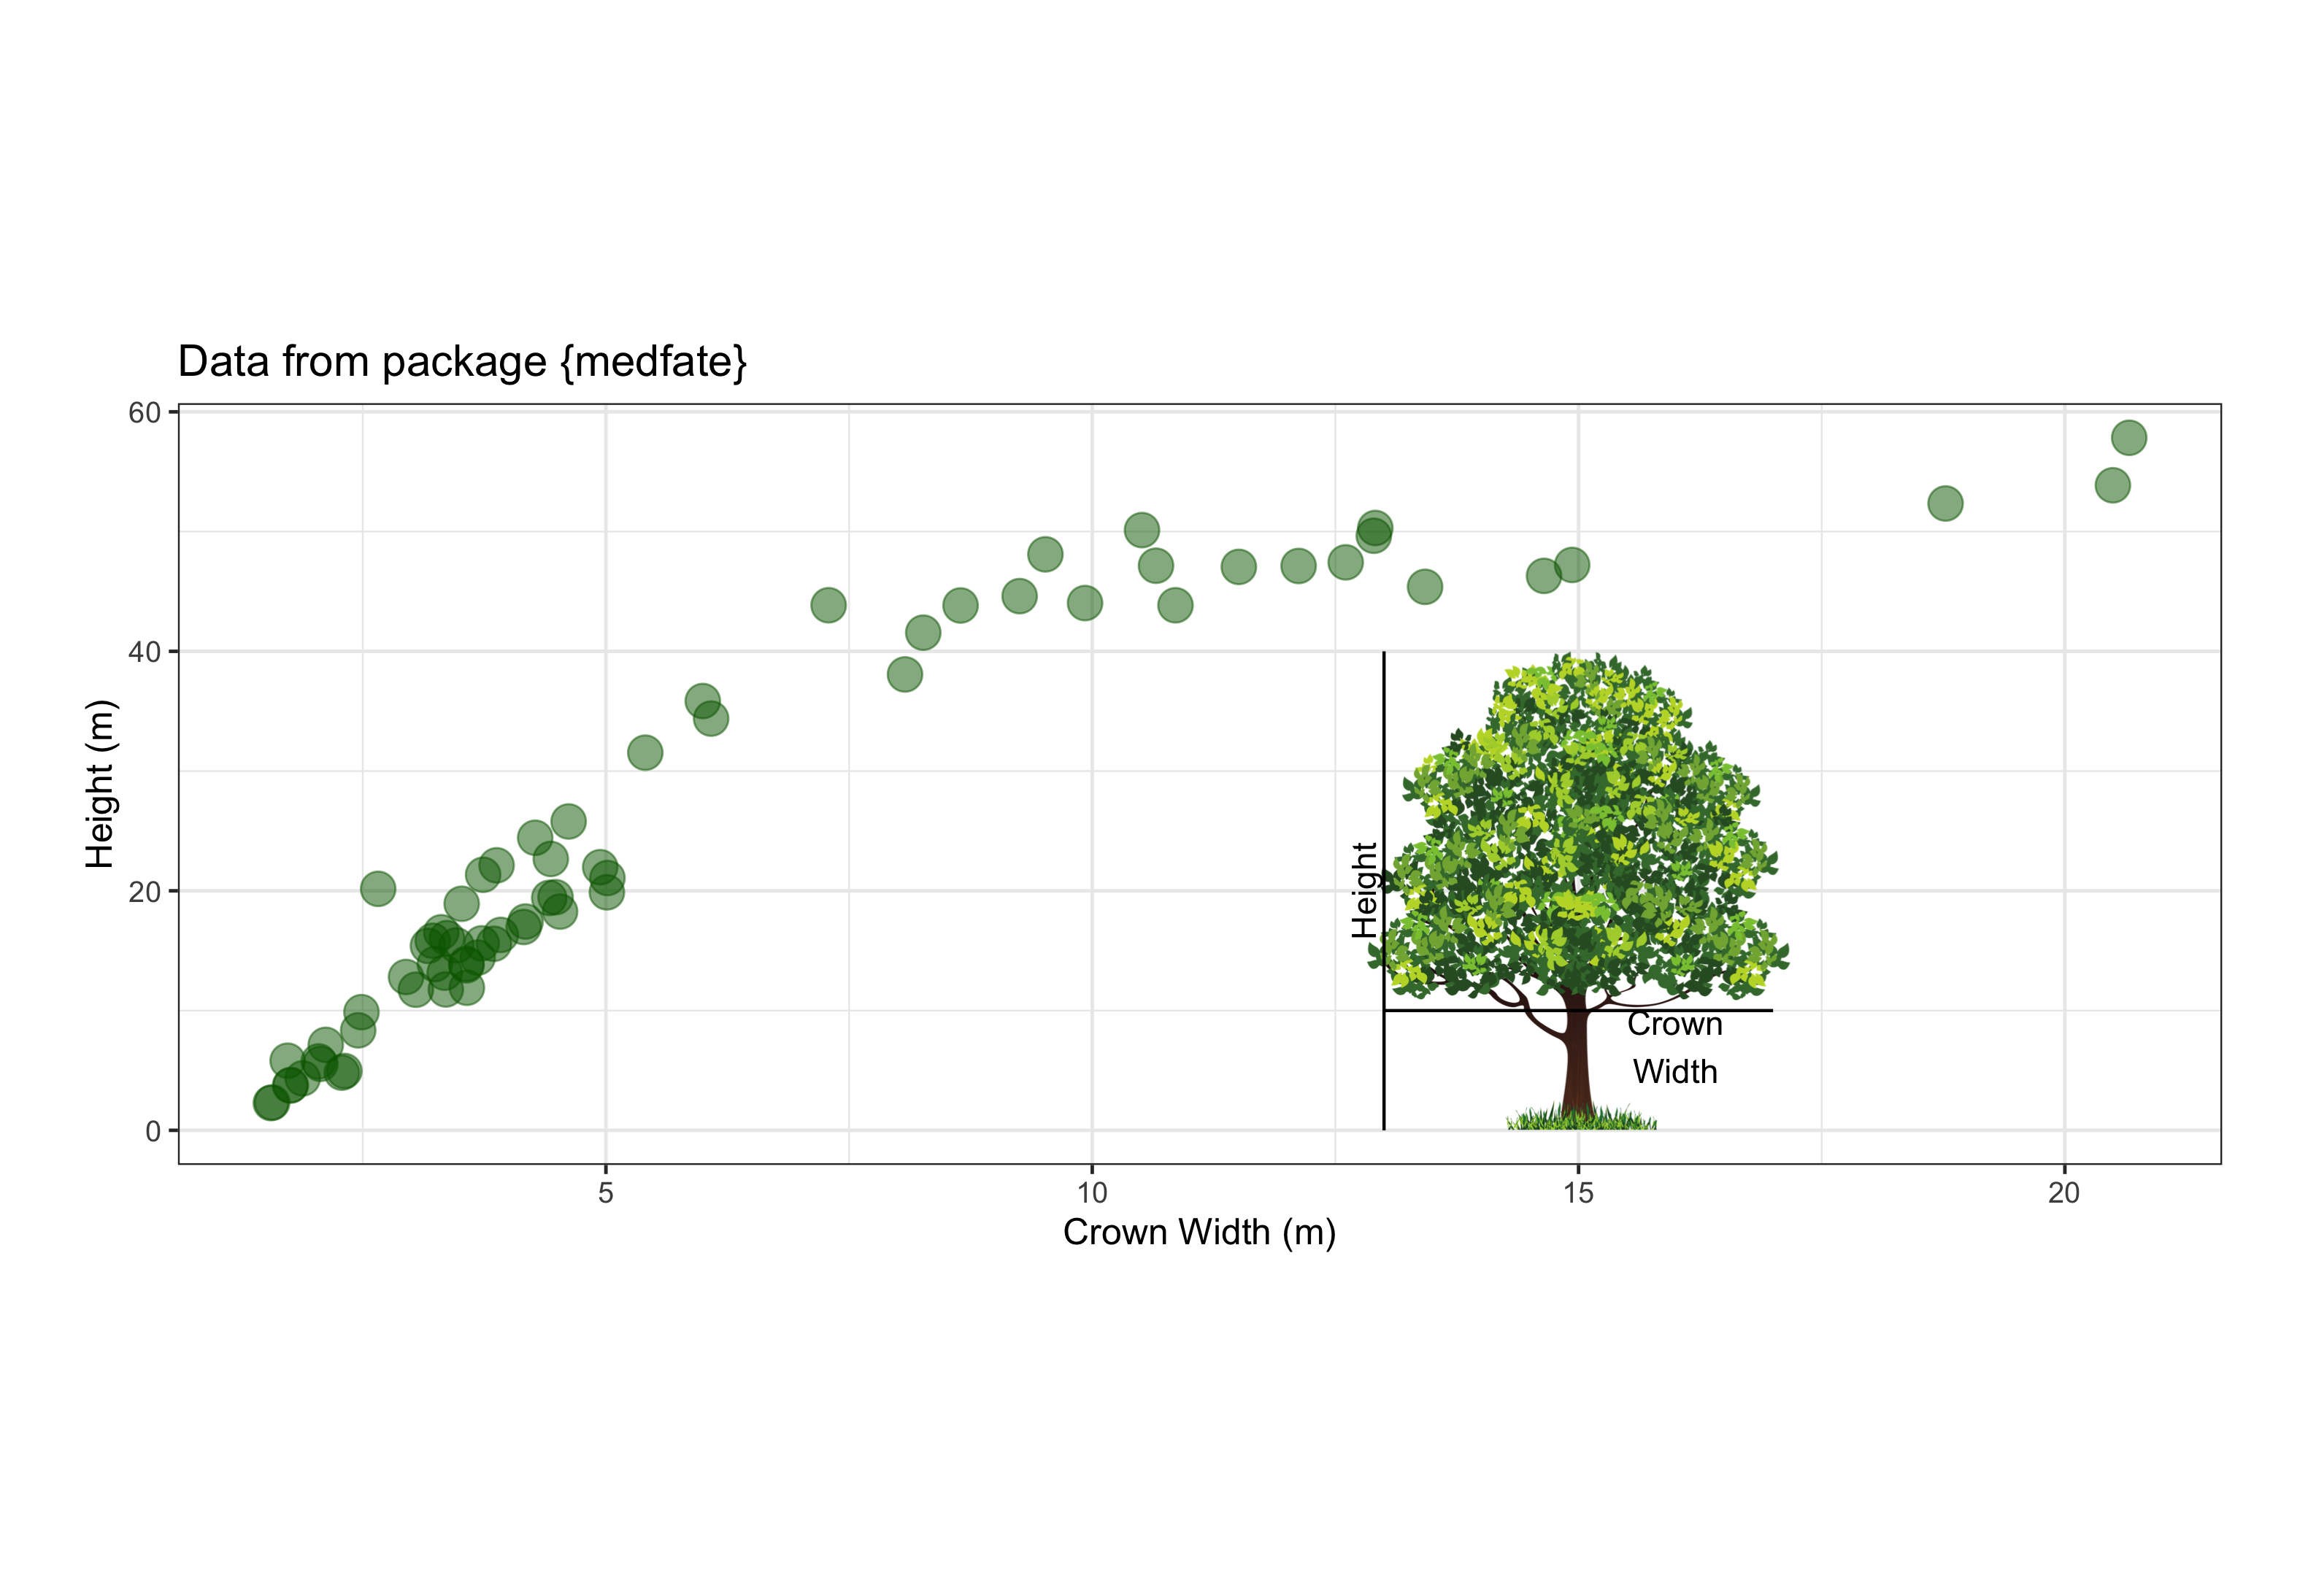 Data from package {medfate}
60
40
20
0
Height (m)
Height
Crown
Width
5
10
15
20
Crown Width (m)